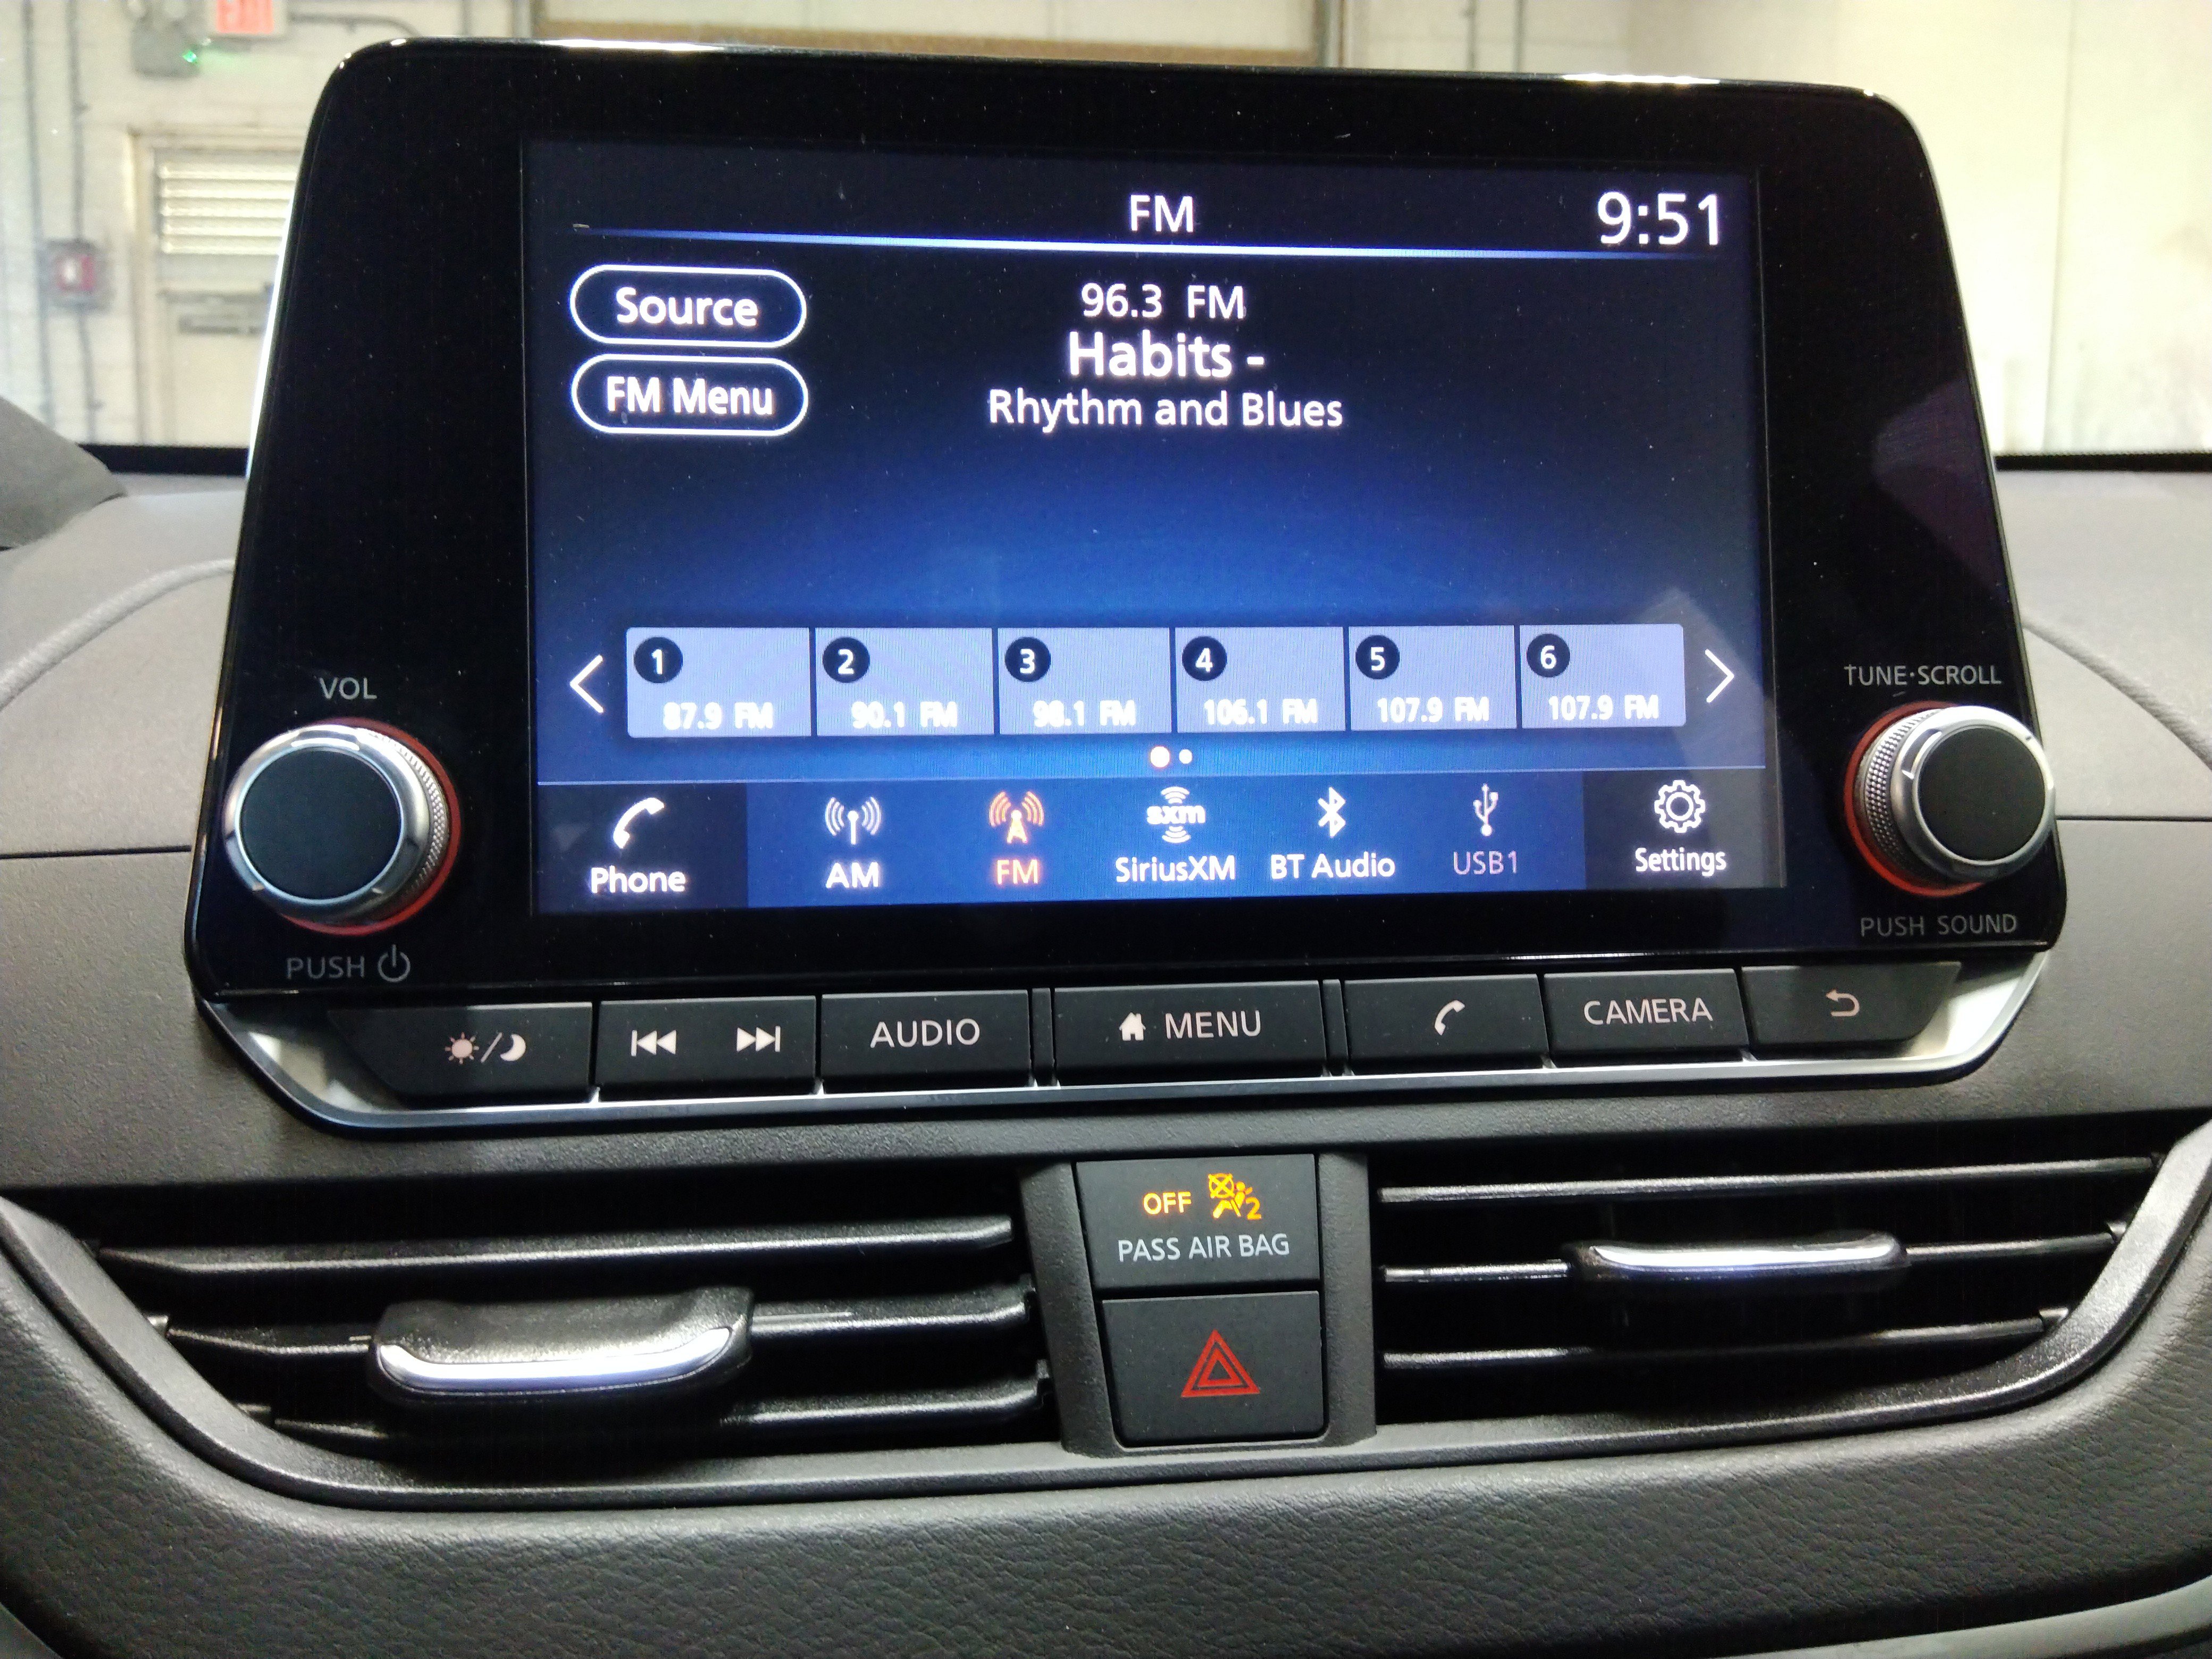 EXIT
FM
9:51
Source
96.3 FM
Habits -
FM Menu
Rhythm and Blues
1
2
3
4
5
6
87.9 FM
90.1 FM
98.1 FM
106.1 FM
107.9 FM
107.9 FM
VOL
TUNE·SCROLL
sxm
Phone
AM
FM
SiriusXM
BT Audio
USB1
Settings
PUSH
PUSH SOUND
AUDIO
MENU
CAMERA
OFF
2
PASS AIR BAG